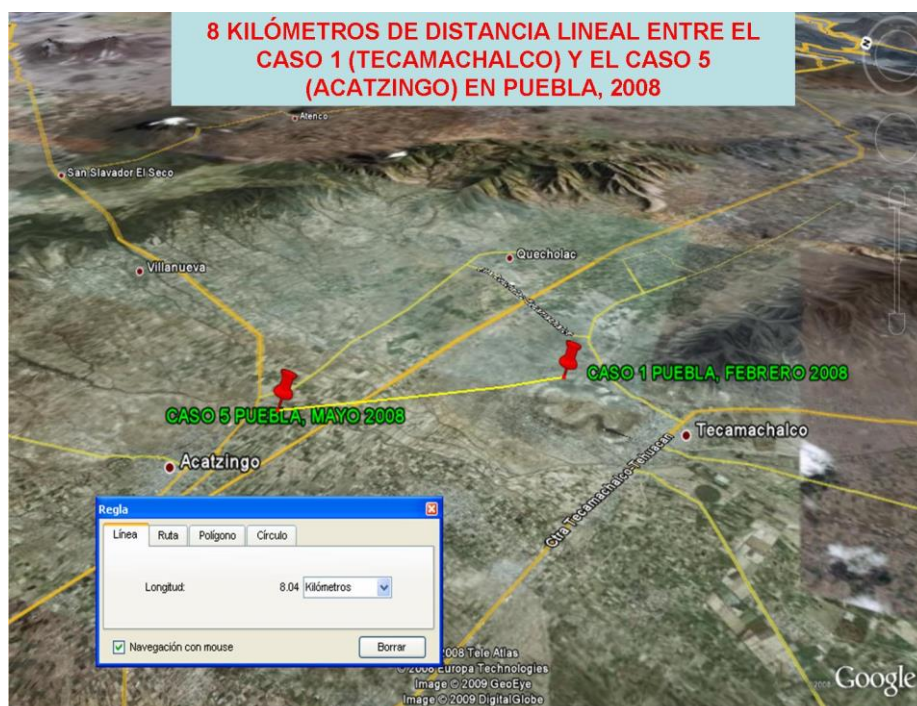 8 KILÓMETROS DE DISTANCIA LINEAL ENTRE EL
CASO 1 (TECAMACHALCO) Y EL CASO 5
(ACATZINGO) EN PUEBLA, 2008
N
Atenco
San Slavador El Seco
Villanueva
Quecholac
CASO 1 PUEBLA, FEBRERO 2008
CASO 5 PUEBLA, MAYO 2008
Tecamachalco
Acatzingo
Ctra Tecamachalco-Tehuacán
Regla
Línea Ruta Polígono Círculo
Longitud: 8.04 Kilómetros
Navegación con mouse Borrar
2008 Tele Atlas
© 2008 Europa Technologies
Image © 2009 GeoEye
Image © 2009 DigitalGlobe
2008 Google